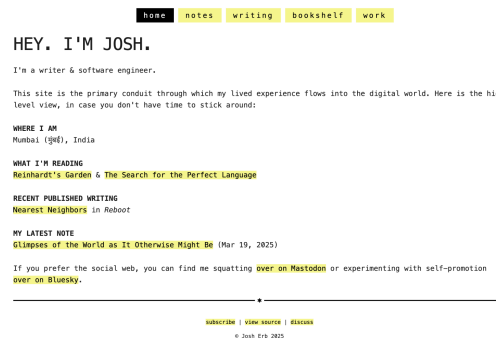 home notes writing bookshelf work
HEY. I'M JOSH.
I'm a writer & software engineer.
This site is the primary conduit through which my lived experience flows into the digital world. Here is the
level view, in case you don't have time to stick around:
WHERE I AM
Mumbai (मुंबई), India
WHAT I'M READING
Reinhardt's Garden & The Search for the Perfect Language
RECENT PUBLISHED WRITING
Nearest Neighbors in Reboot
MY LATEST NOTE
Glimpses of the World as It Otherwise Might Be (Mar 19, 2025)
If you prefer the social web, you can find me squatting over on Mastodon or experimenting with self-promotion
over on Bluesky.
subscribe | view source | discuss
© Josh Erb 2025